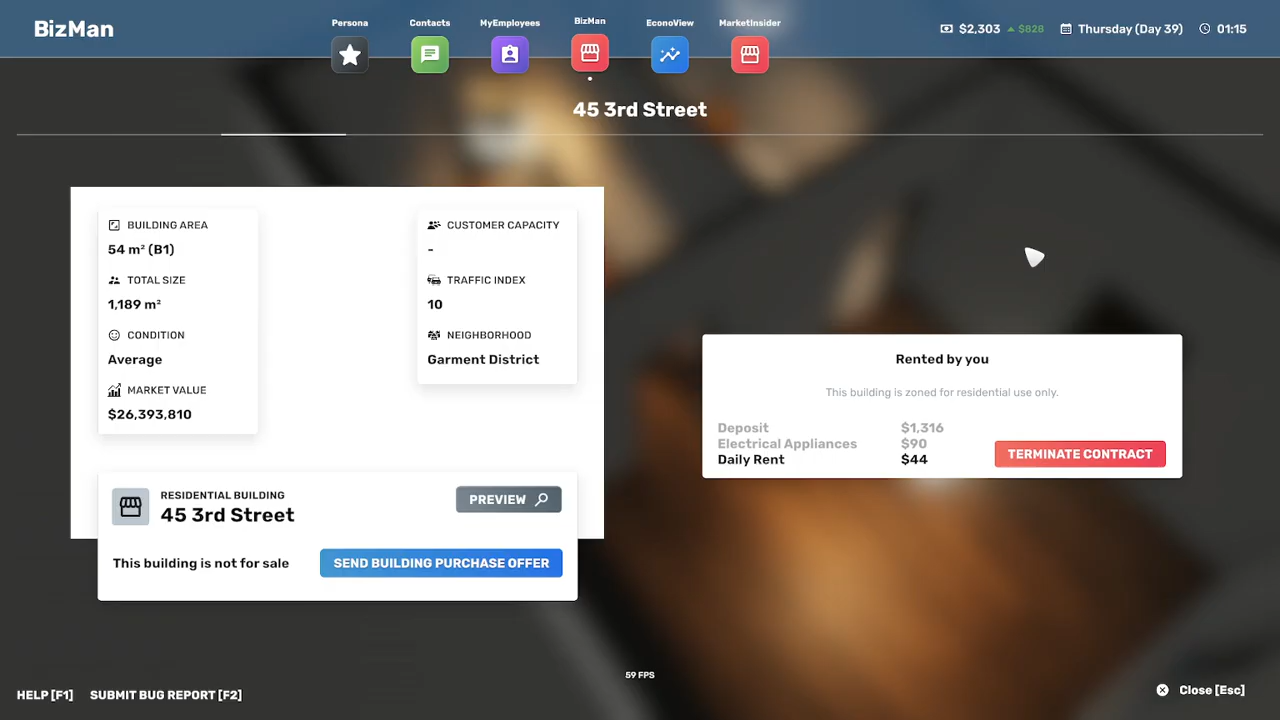 BizMan
Persona
Contacts
MyEmployees
BizMan
EconoView
MarketInsider
$2,303 $828
Thursday (Day 39)
01:15
45 3rd Street
BUILDING AREA
54 m² (B1)
TOTAL SIZE
1,189 m²
CONDITION
Average
MARKET VALUE
$26,393,810
CUSTOMER CAPACITY
-
TRAFFIC INDEX
10
NEIGHBORHOOD
Garment District
RESIDENTIAL BUILDING
45 3rd Street
PREVIEW
This building is not for sale
SEND BUILDING PURCHASE OFFER
Rented by you
This building is zoned for residential use only.
Deposit $1,316
Electrical Appliances $90
Daily Rent $44
TERMINATE CONTRACT
59 FPS
HELP [F1]
SUBMIT BUG REPORT [F2]
Close [Esc]